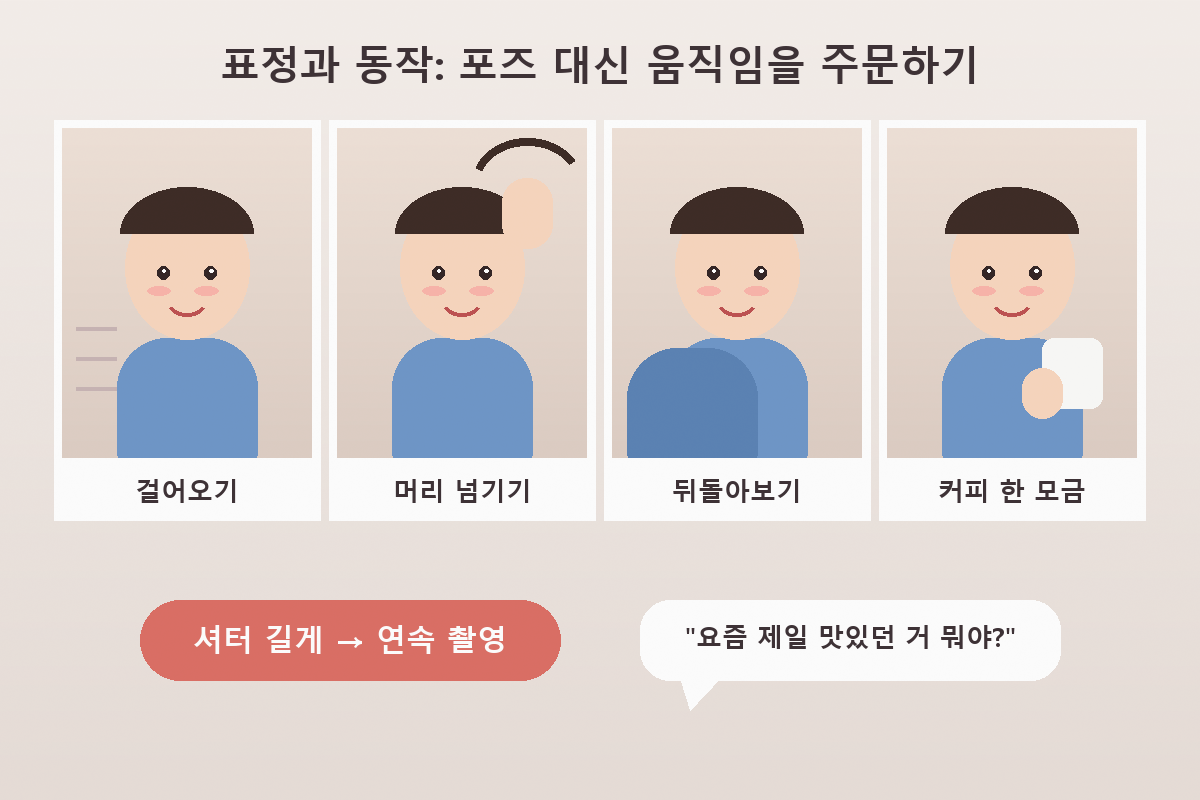 표정과 동작: 포즈 대신 움직임을 주문하기
걸어오기
머리 넘기기
뒤돌아보기
커피 한 모금
셔터 길게 → 연속 촬영
"요즘 제일 맛있던 거 뭐야?"